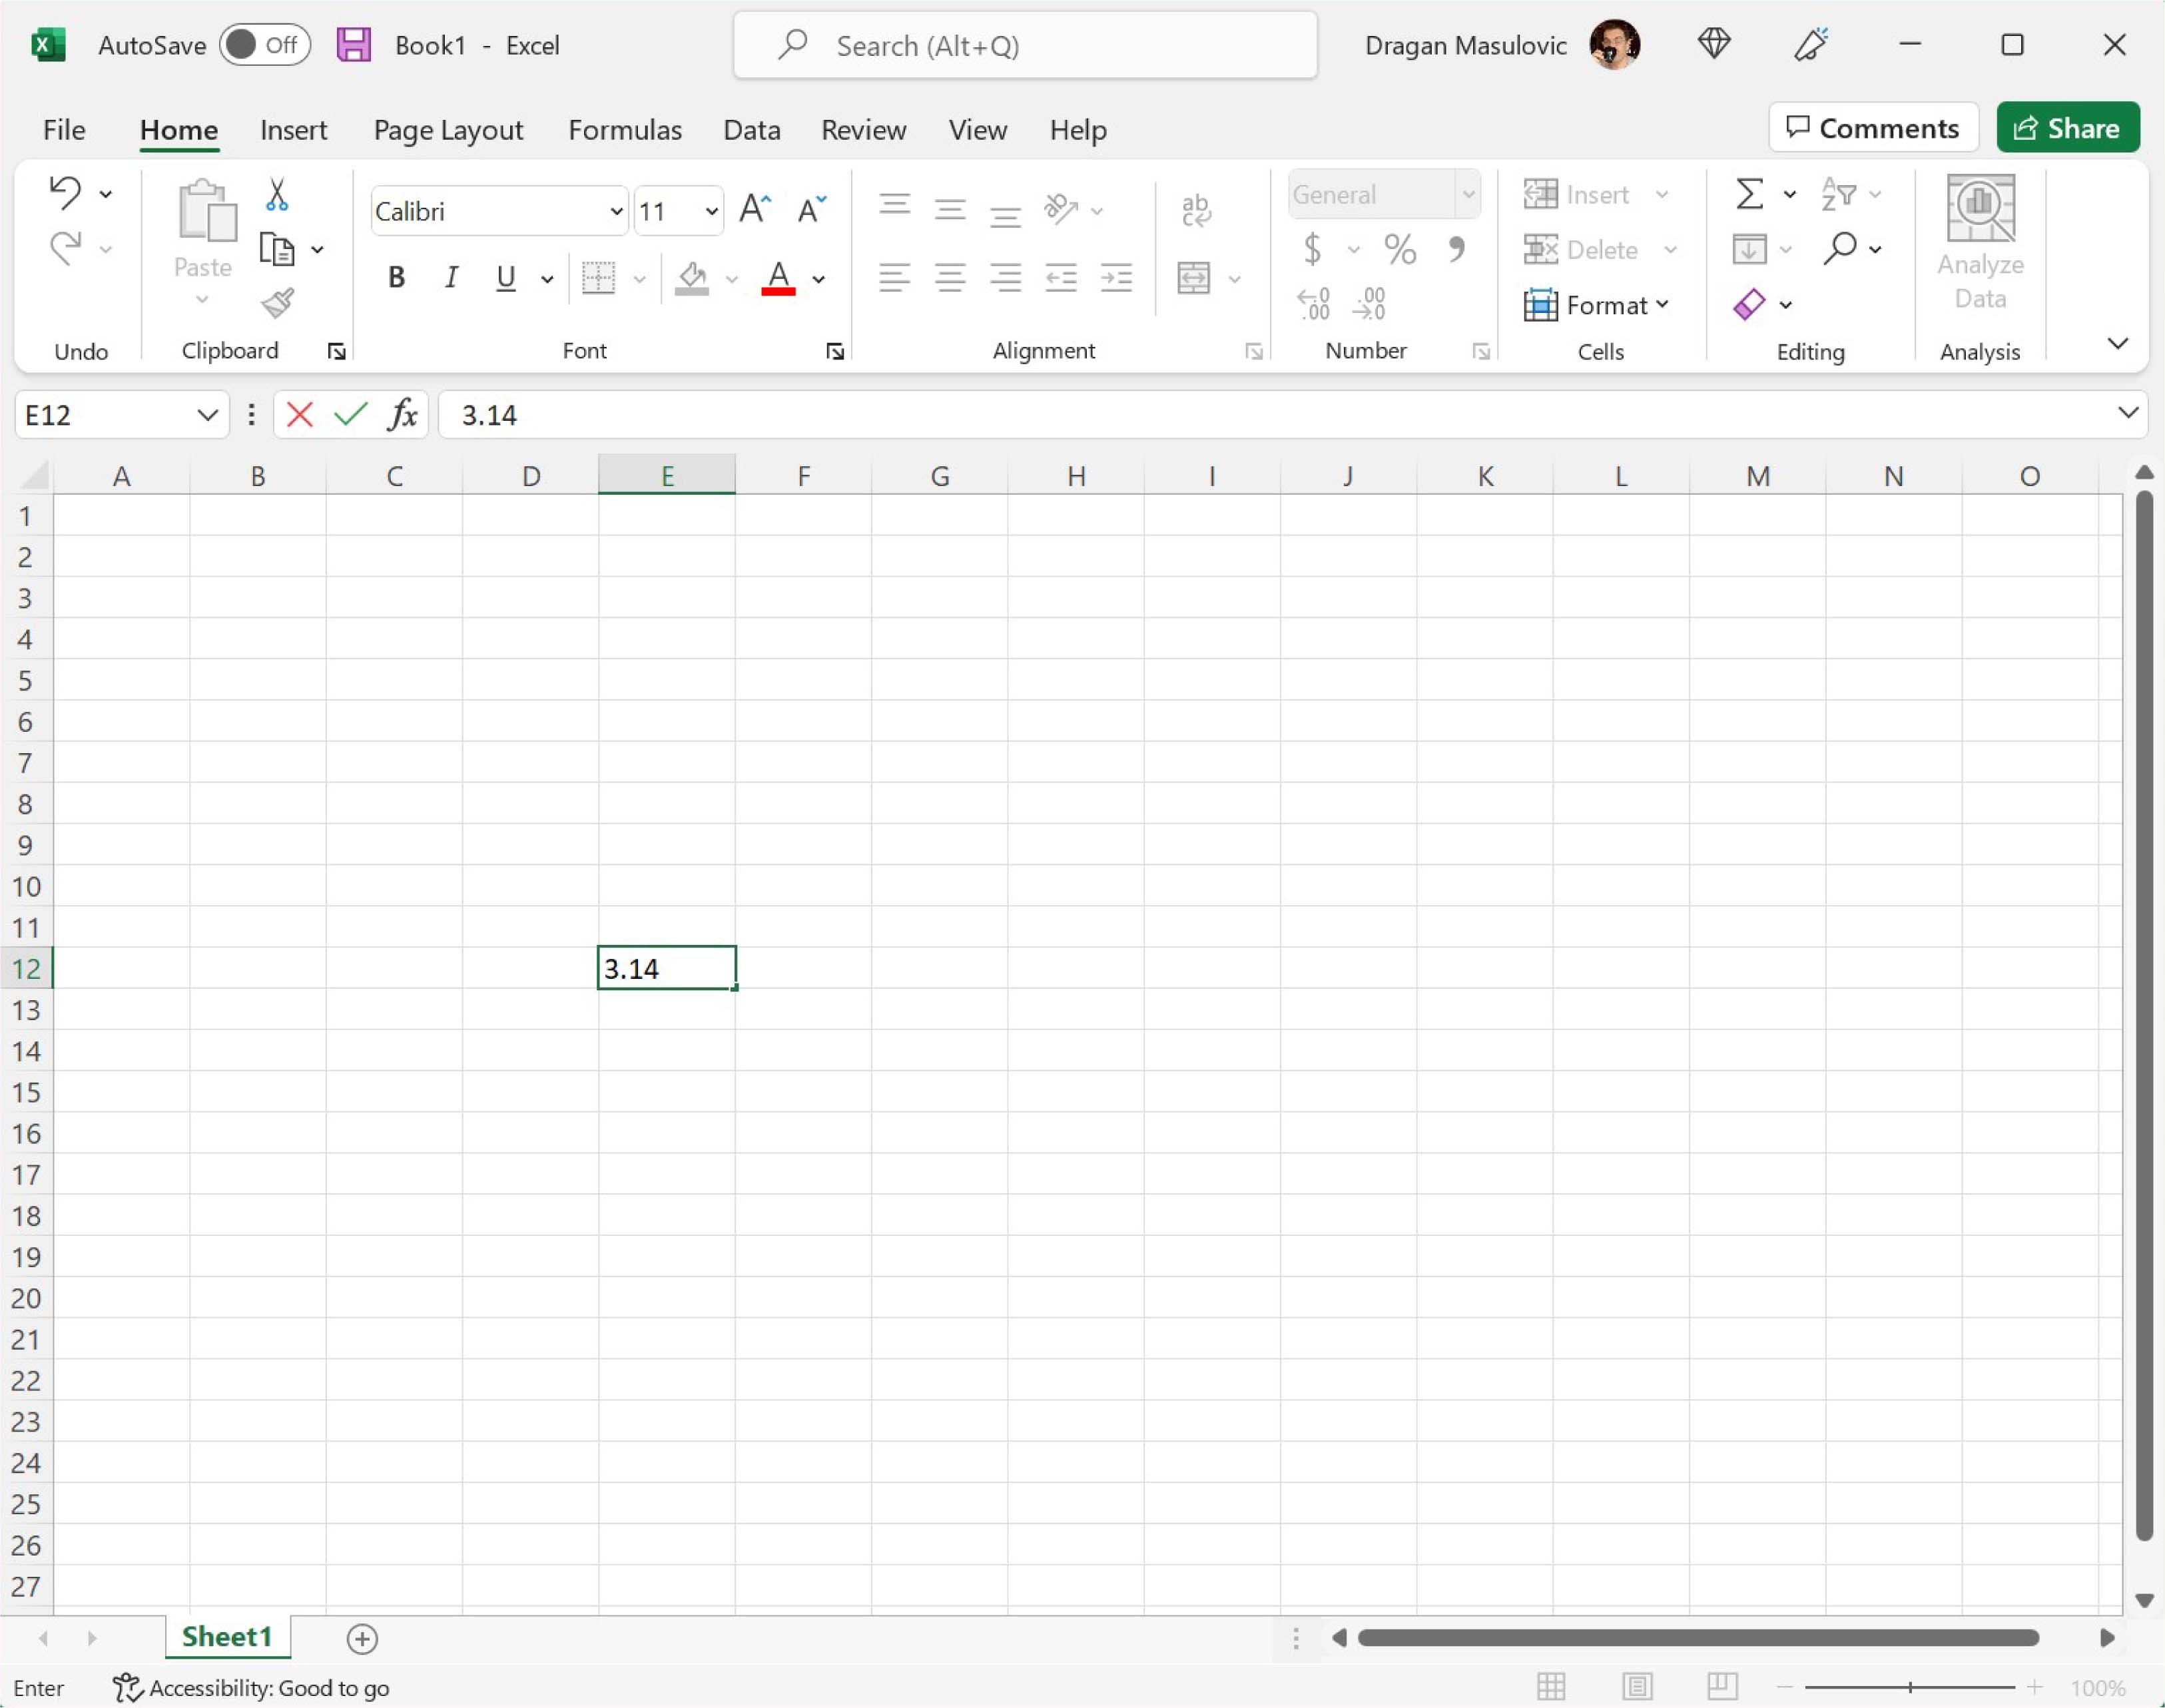 AutoSave Off Book1 - Excel Search (Alt+Q) Dragan Masulovic
File Home Insert Page Layout Formulas Data Review View Help Comments Share
Paste
Calibri 11
B I U A
ab
General
$ % 9
Insert
Delete
Format
Analyze
Data
Undo Clipboard Font Alignment Number Cells Editing Analysis
E12 fx 3.14
A B C D E F G H I J K L M N O
1
2
3
4
5
6
7
8
9
10
11
12 3.14
13
14
15
16
17
18
19
20
21
22
23
24
25
26
27
Sheet1
Enter Accessibility: Good to go 100%